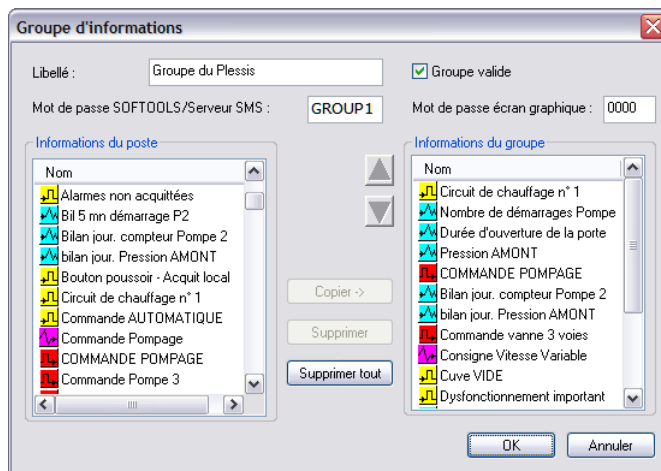 Groupe d'informations
Libellé :
Groupe du Plessis
Groupe valide
Mot de passe SOFTOOLS/Serveur SMS :
GROUP1
Mot de passe écran graphique :
0000
Informations du poste
Nom
Alarmes non acquittées
Bil 5 mn démarrage P2
Bilan jour. compteur Pompe 2
bilan jour. Pression AMONT
Bouton poussoir - Acquit local
Circuit de chauffage n° 1
Commande AUTOMATIQUE
Commande Pompage
COMMANDE POMPAGE
Commande Pompe 3
Copier ->
Supprimer
Supprimer tout
Informations du groupe
Nom
Circuit de chauffage n° 1
Nombre de démarrages Pompe
Durée d'ouverture de la porte
Pression AMONT
COMMANDE POMPAGE
Bilan jour. compteur Pompe 2
bilan jour. Pression AMONT
Commande vanne 3 voies
Consigne Vitesse Variable
Cuve VIDE
Dysfonctionnement important
OK
Annuler